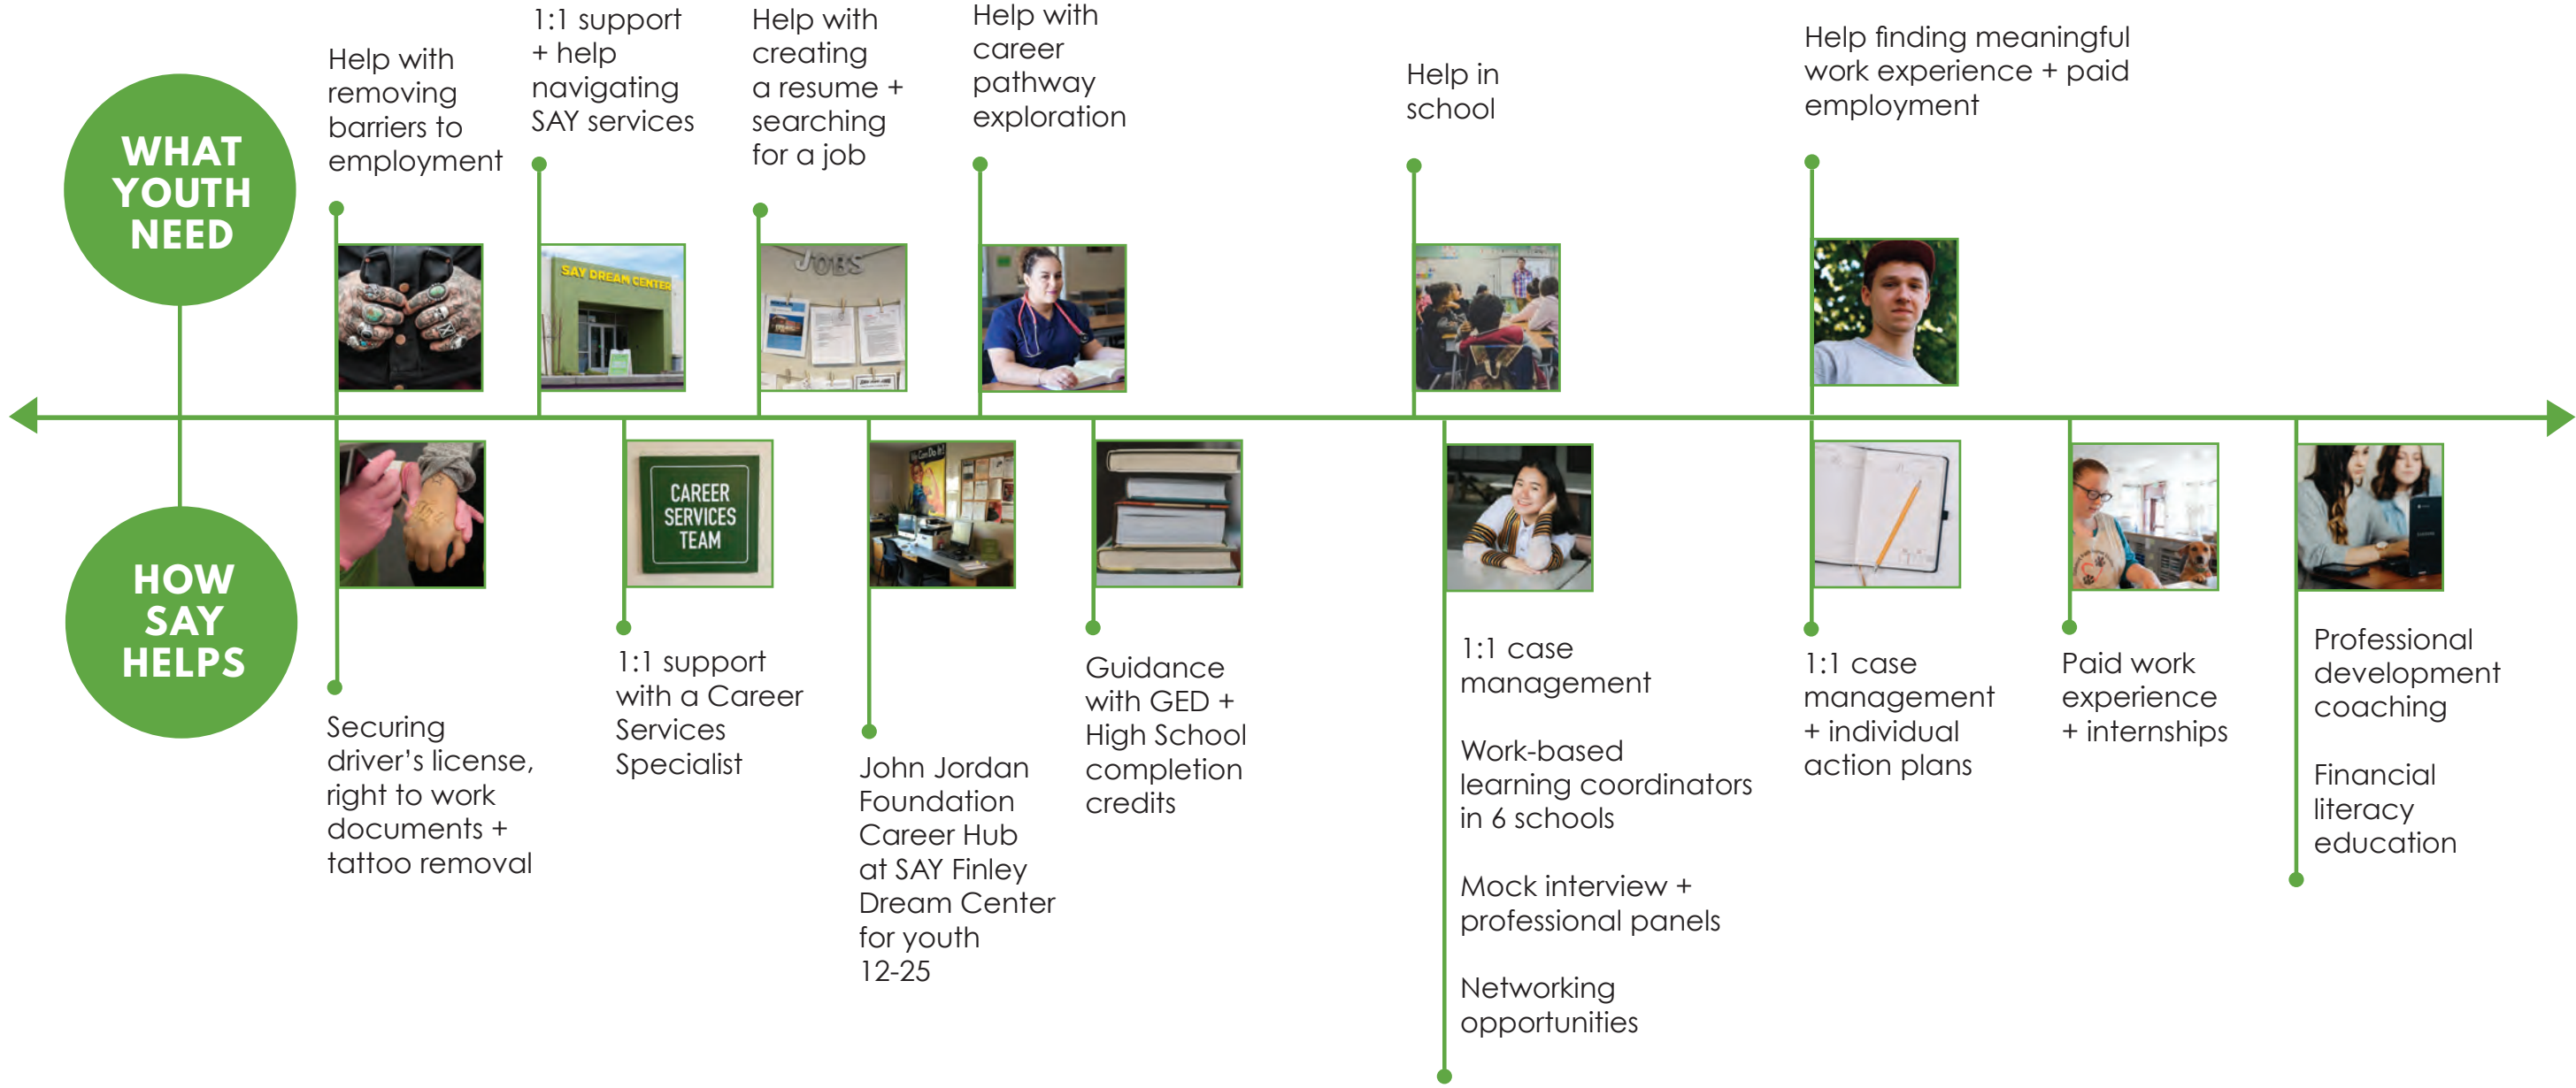 WHAT
YOUTH
NEED
Help with
removing
barriers to
employment
1:1 support
+ help
navigating
SAY services
Help with
creating
a resume +
searching
for a job
Help with
career
pathway
exploration
Help in
school
Help finding meaningful
work experience + paid
employment
SAY DREAM CENTER
JOBS
HOW
SAY
HELPS
CAREER
SERVICES
TEAM
We Can Do It!
Securing
driver’s license,
right to work
documents +
tattoo removal
1:1 support
with a Career
Services
Specialist
John Jordan
Foundation
Career Hub
at SAY Finley
Dream Center
for youth
12-25
Guidance
with GED +
High School
completion
credits
1:1 case
management
Work-based
learning coordinators
in 6 schools
Mock interview +
professional panels
Networking
opportunities
1:1 case
management
+ individual
action plans
Paid work
experience
+ internships
Professional
development
coaching
Financial
literacy
education